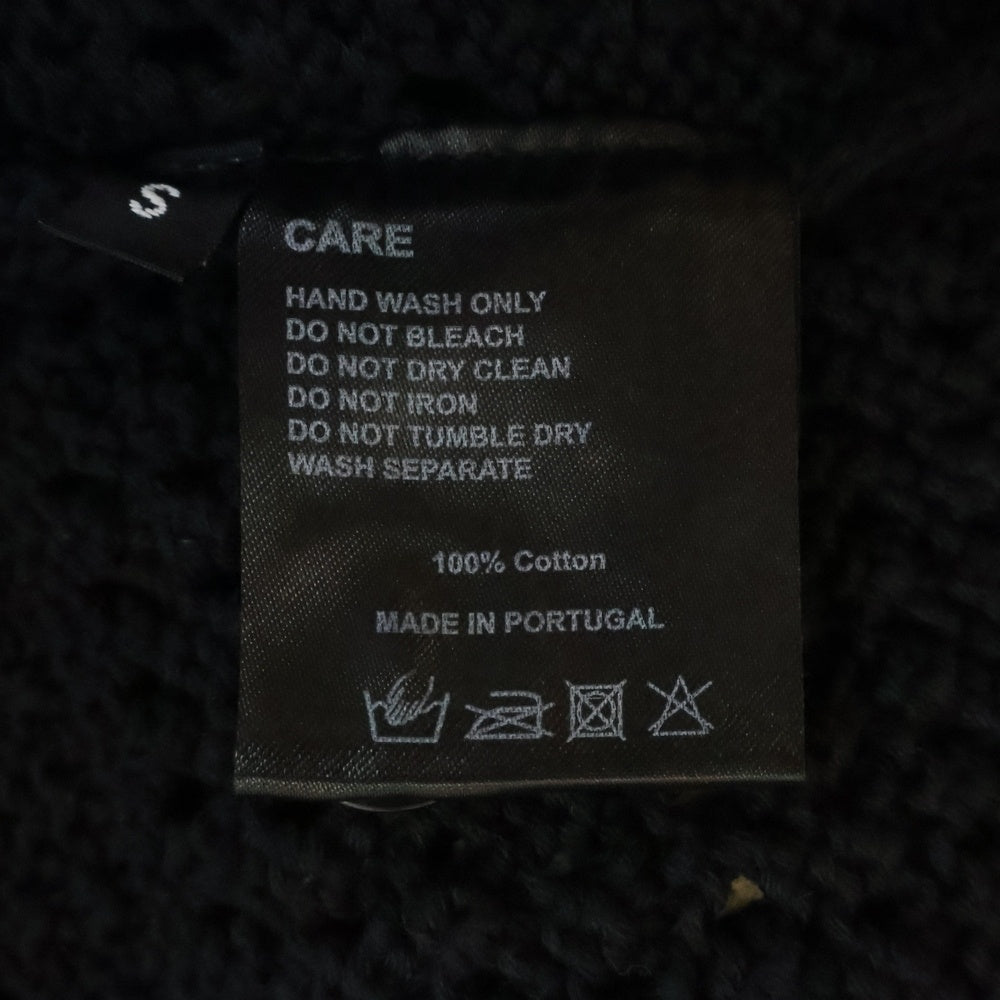 S
CARE
HAND WASH ONLY
DO NOT BLEACH
DO NOT DRY CLEAN
DO NOT IRON
DO NOT TUMBLE DRY
WASH SEPARATE
100% Cotton
MADE IN PORTUGAL